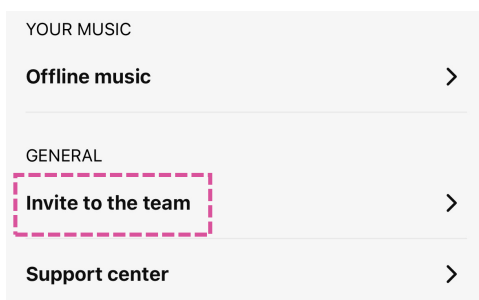 YOUR MUSIC
Offline music
GENERAL
Invite to the team
Support center